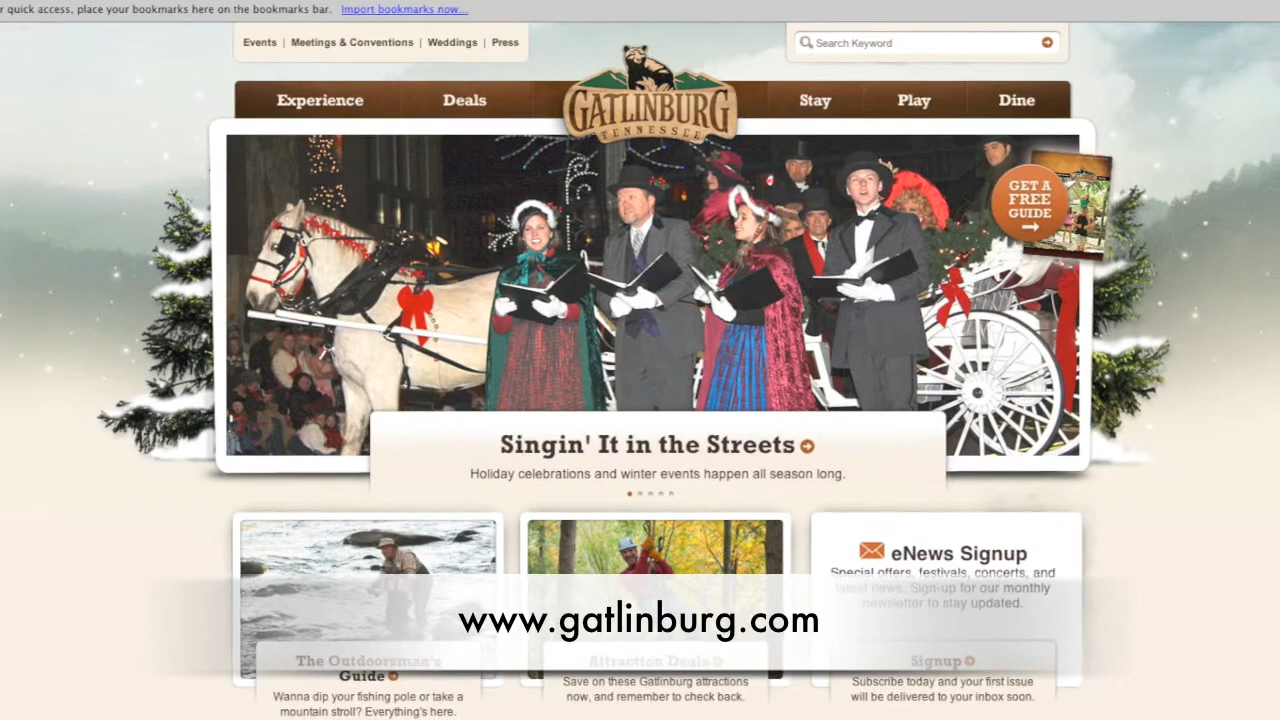 r quick access, place your bookmarks here on the bookmarks bar. Import bookmarks now...
Events | Meetings & Conventions | Weddings | Press
Search Keyword
Experience Deals Stay Play Dine
GATLINBURG
TENNESSEE
GET A
FREE
GUIDE
Singin' It in the Streets
Holiday celebrations and winter events happen all season long.
eNews Signup
Special offers, festivals, concerts, and
latest news. Sign-up for our monthly
newsletter to stay updated.
www.gatlinburg.com
The Outdoorsman's
Guide
Wanna dip your fishing pole or take a
mountain stroll? Everything's here.
Attraction Deals
Save on these Gatlinburg attractions
now, and remember to check back.
Signup
Subscribe today and your first issue
will be delivered to your inbox soon.